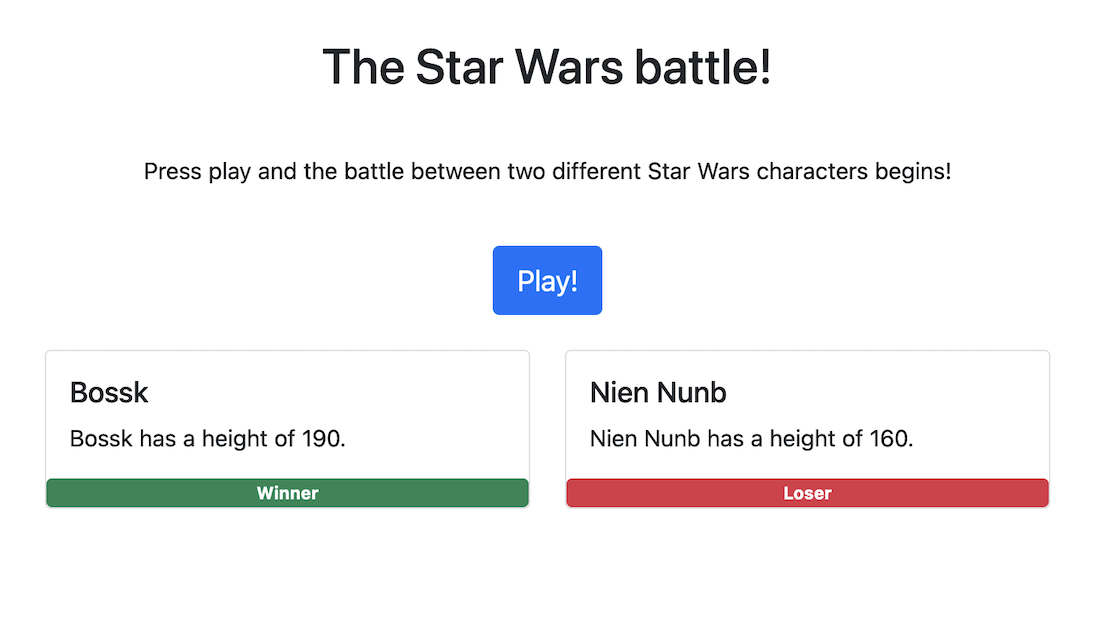 The Star Wars battle!
Press play and the battle between two different Star Wars characters begins!
Play!
Bossk
Bossk has a height of 190.
Winner
Nien Nunb
Nien Nunb has a height of 160.
Loser